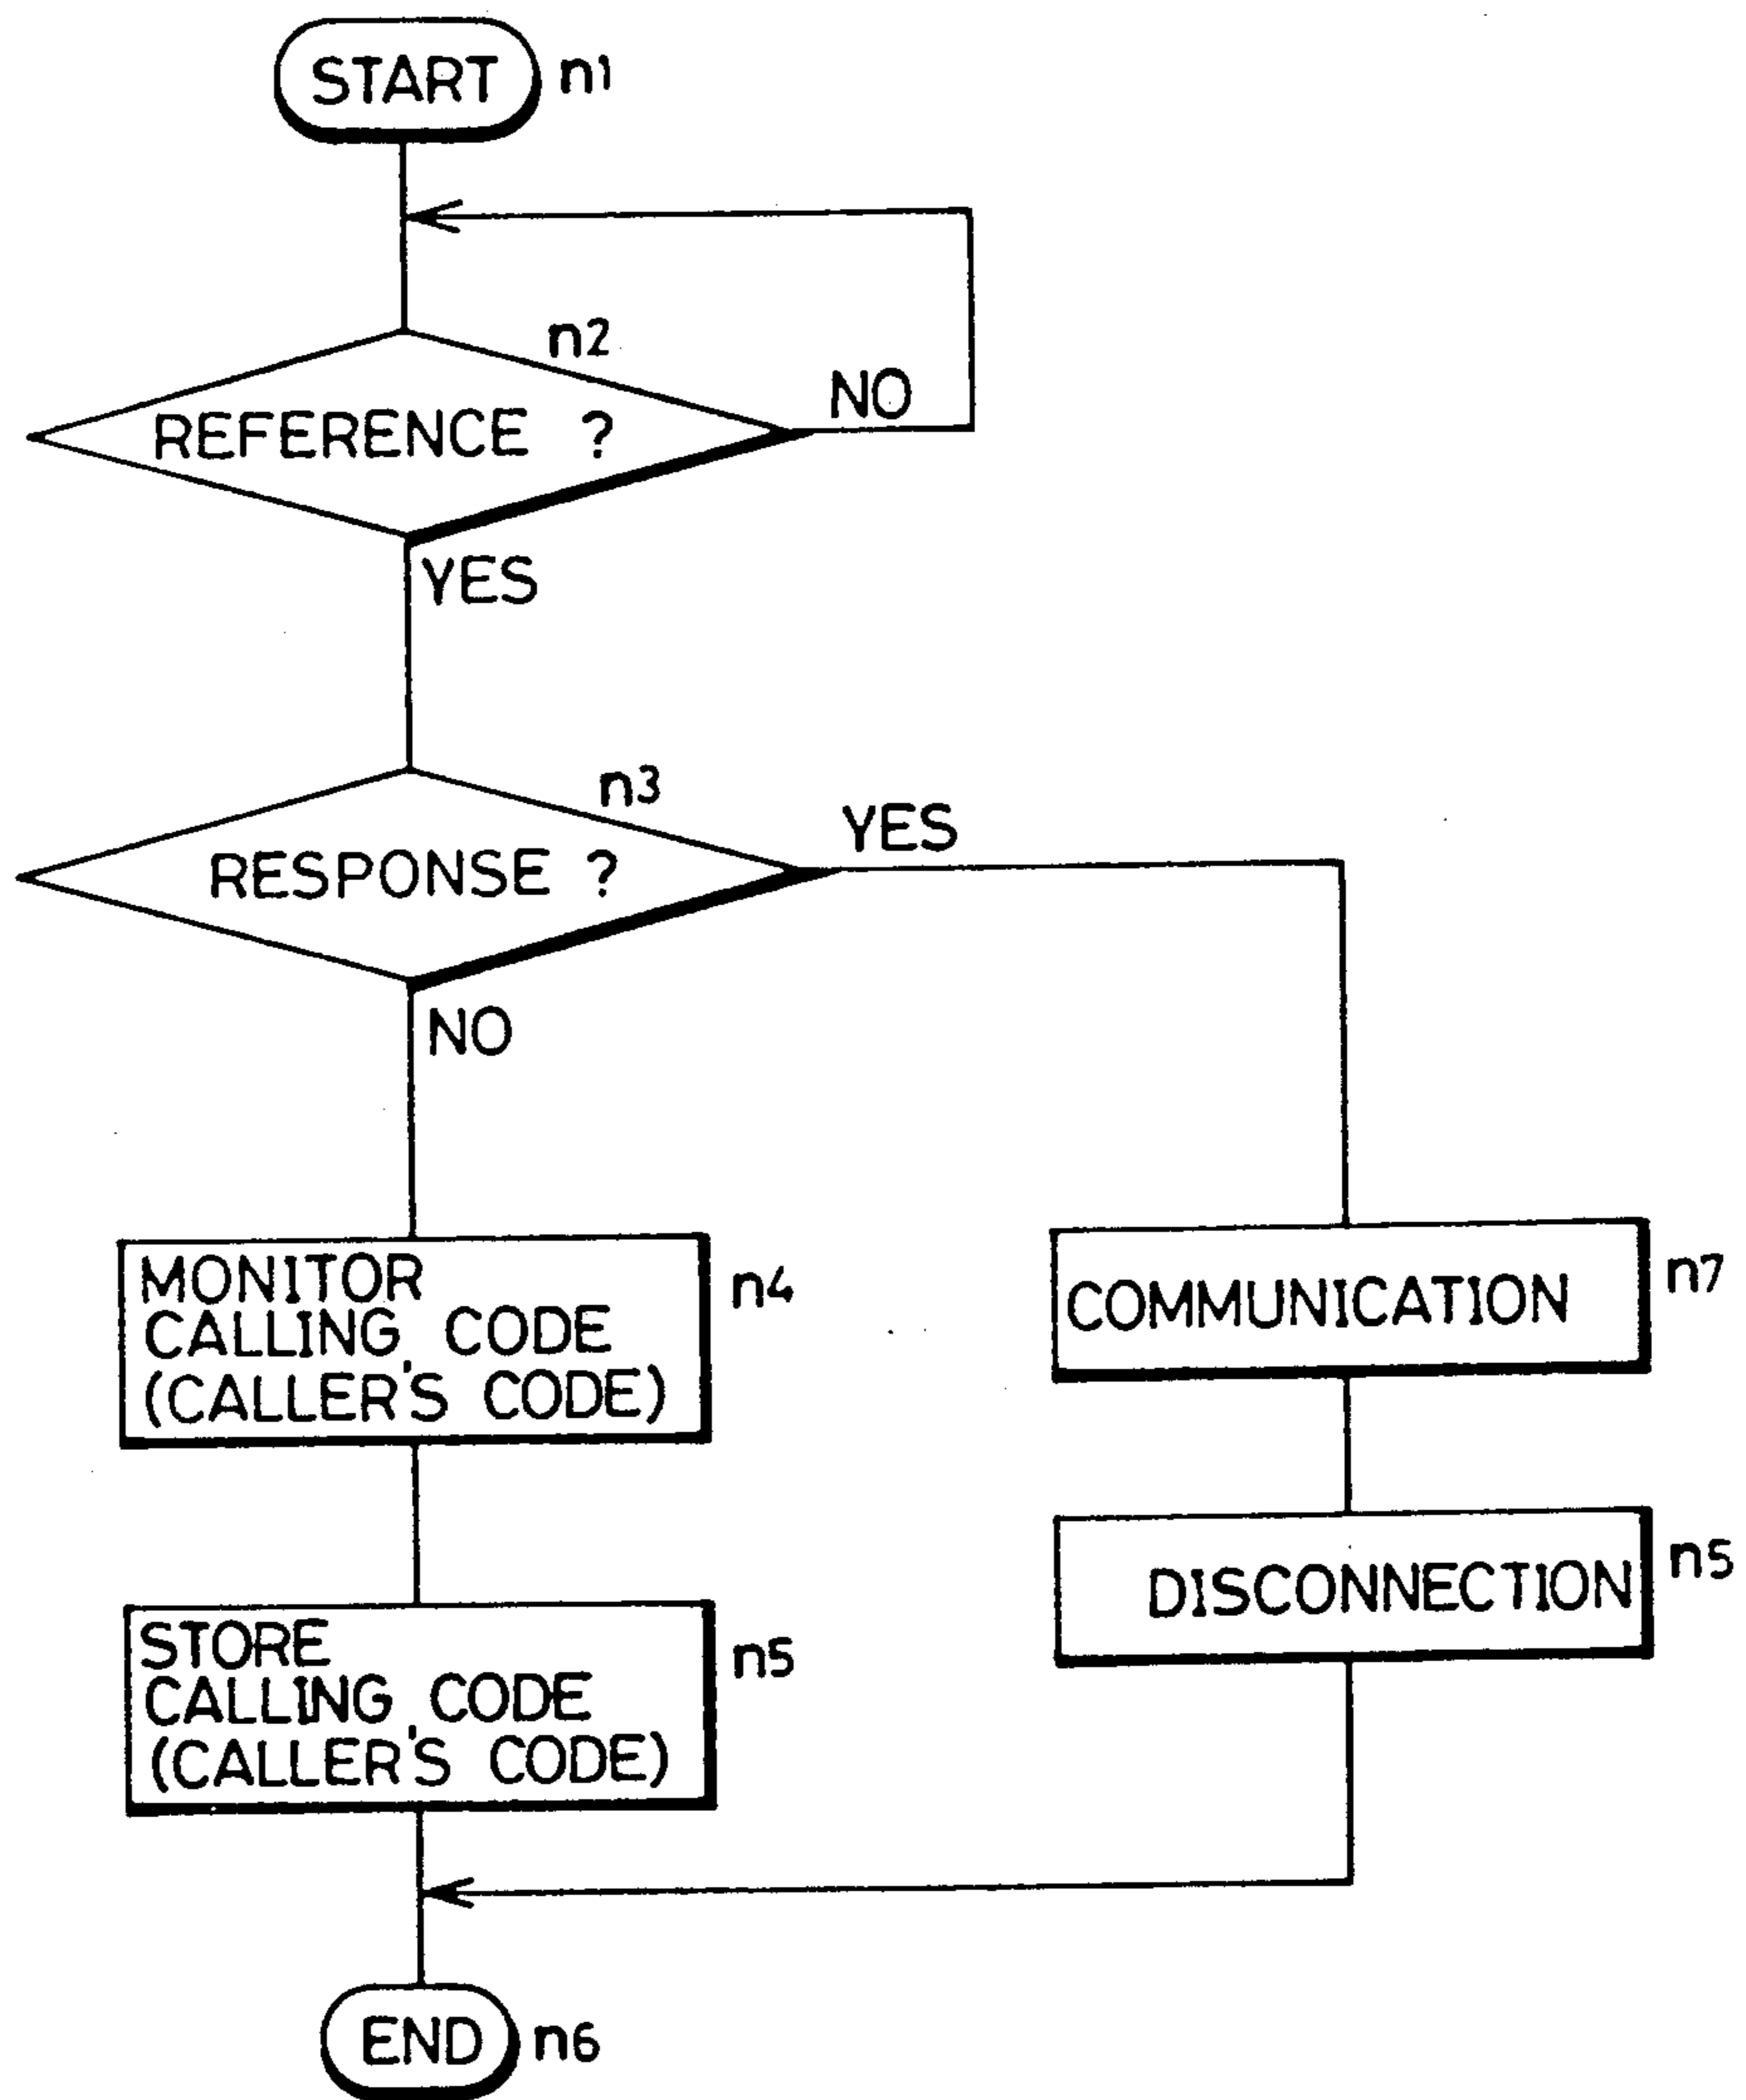 START n1
n2
REFERENCE ?
NO
YES
n3
RESPONSE ?
YES
NO
MONITOR
CALLING CODE
(CALLER'S CODE)
n4
COMMUNICATION
n7
STORE
CALLING CODE
(CALLER'S CODE)
n5
DISCONNECTION
n5
END n6